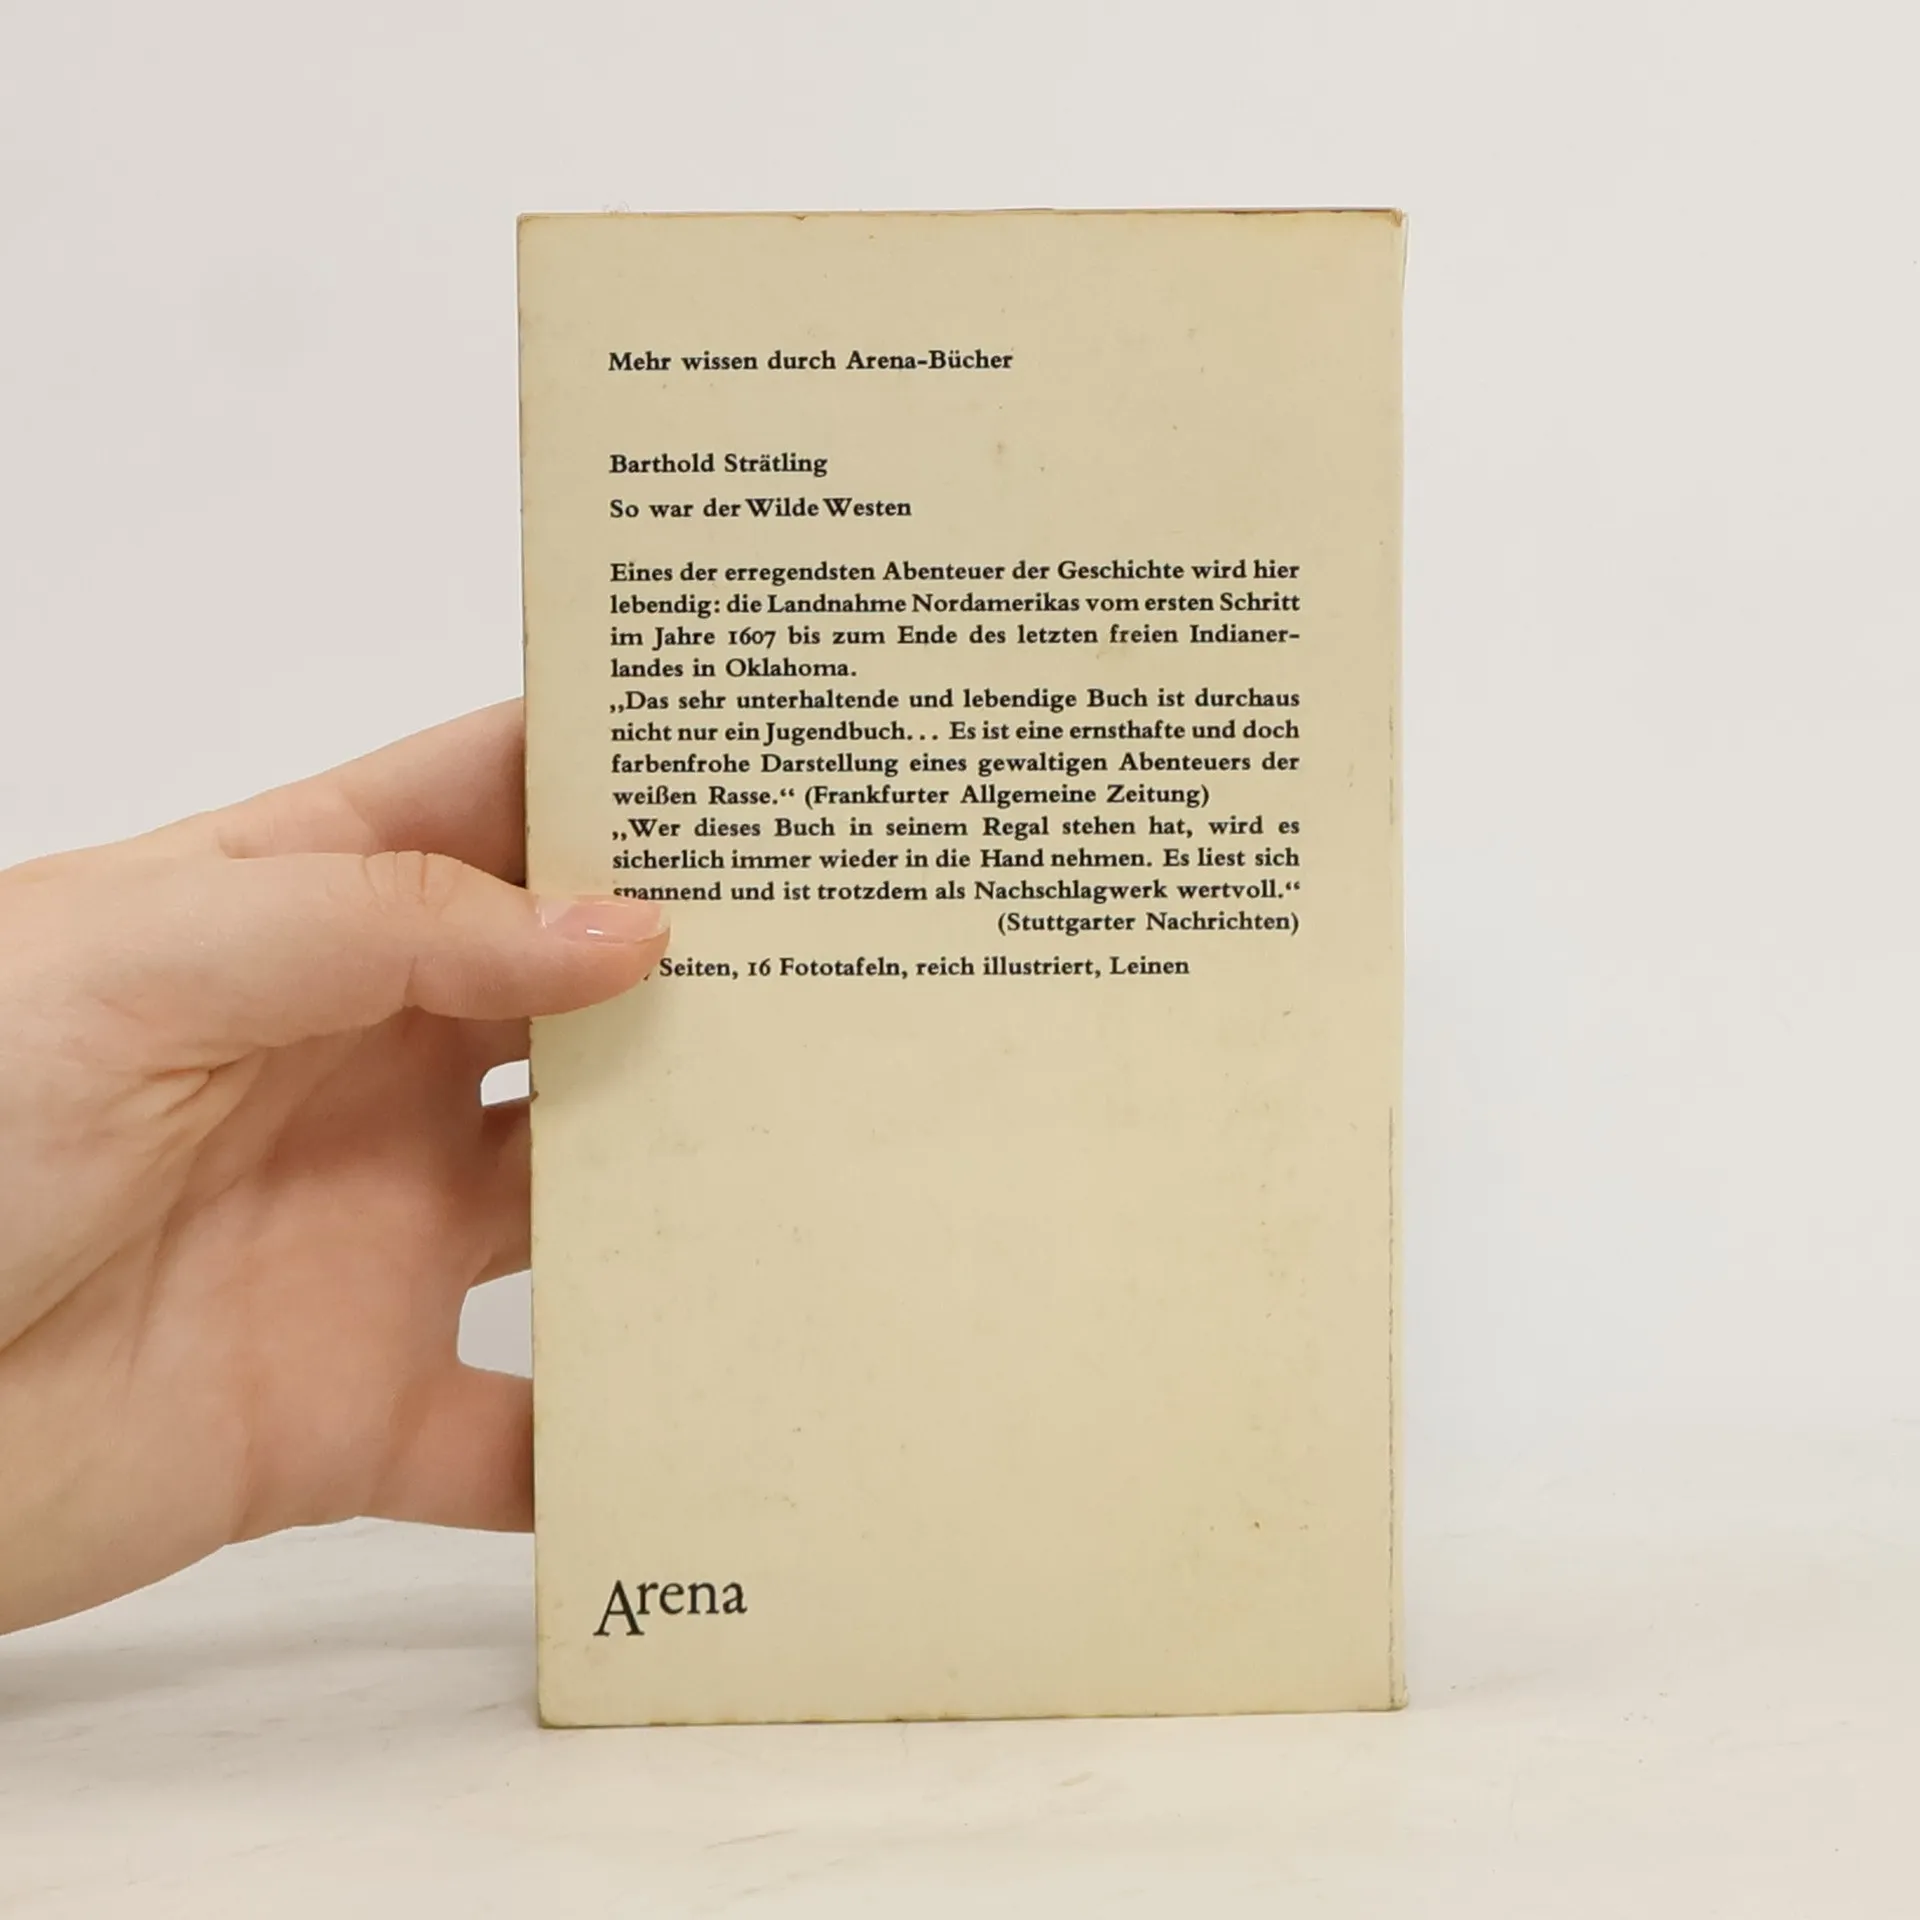 Mehr wissen durch Arena-Bücher
Barthold Strätling
So war der Wilde Westen
Eines der erregendsten Abenteuer der Geschichte wird hier
lebendig: die Landnahme Nordamerikas vom ersten Schritt
im Jahre 1607 bis zum Ende des letzten freien Indianer-
landes in Oklahoma.
„Das sehr unterhaltende und lebendige Buch ist durchaus
nicht nur ein Jugendbuch... Es ist eine ernsthafte und doch
farbenfrohe Darstellung eines gewaltigen Abenteuers der
weißen Rasse.“ (Frankfurter Allgemeine Zeitung)
„Wer dieses Buch in seinem Regal stehen hat, wird es
sicherlich immer wieder in die Hand nehmen. Es liest sich
spannend und ist trotzdem als Nachschlagwerk wertvoll.“
(Stuttgarter Nachrichten)
Seiten, 16 Fototafeln, reich illustriert, Leinen
Arena